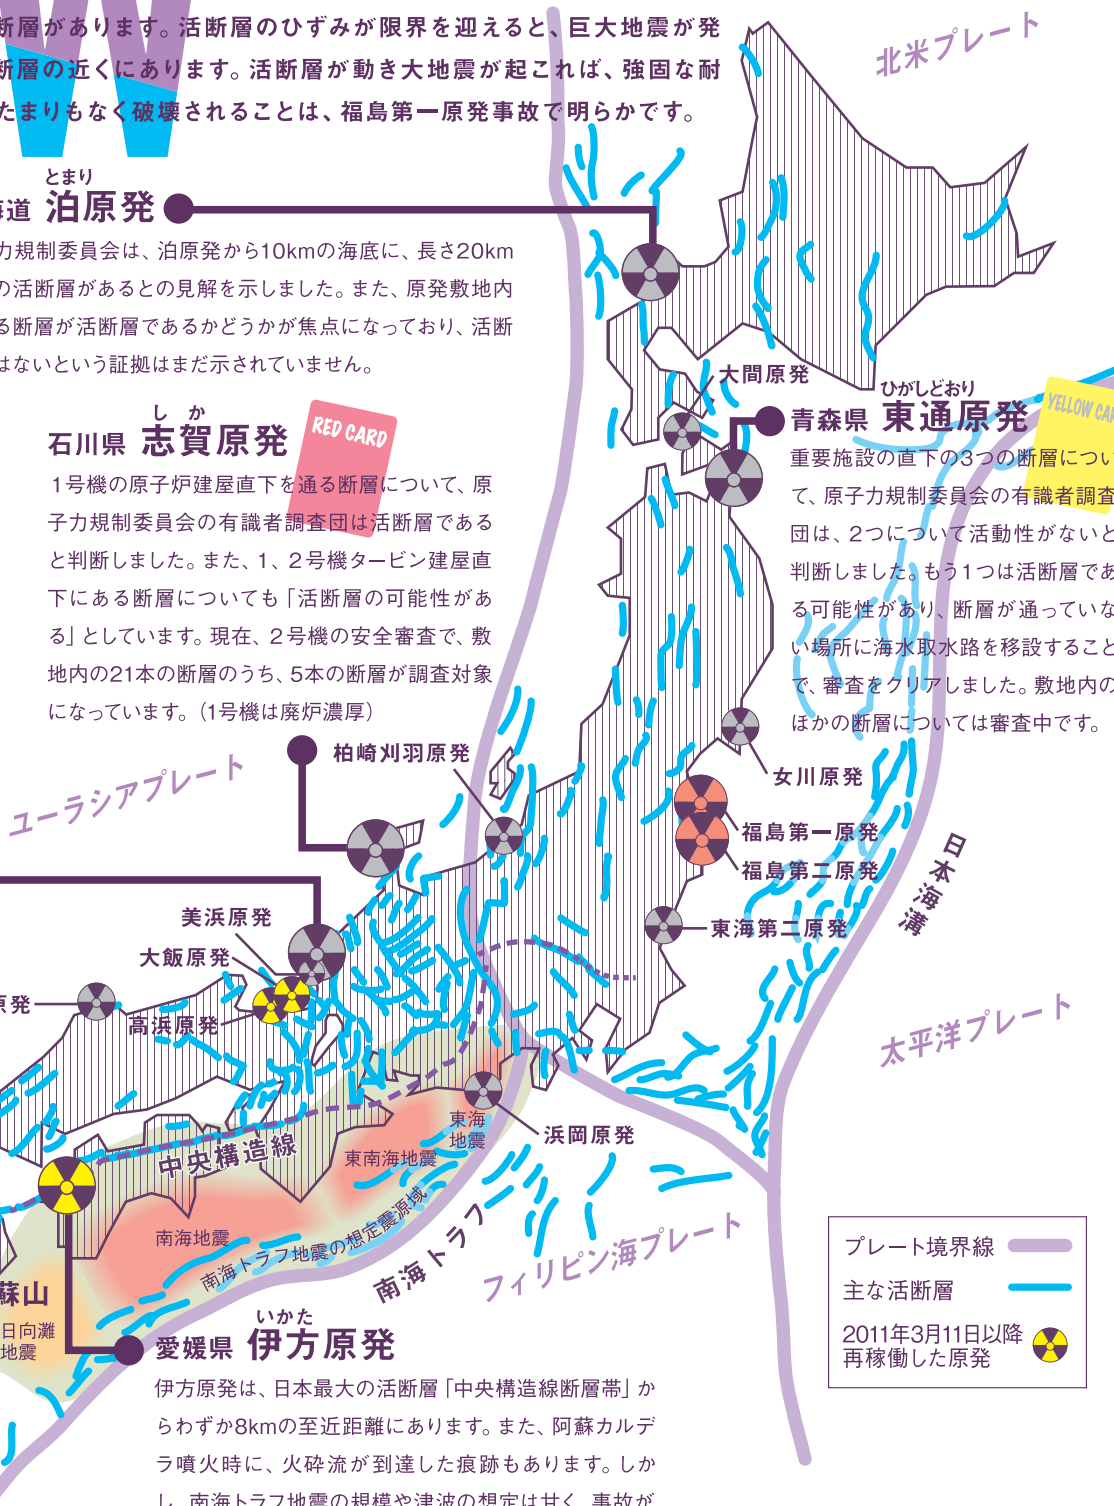 断層があります。活断層のひずみが限界を迎えると、巨大地震が発
断層の近くにあります。活断層が動き大地震が起これば、強固な耐
たまりもなく破壊されることは、福島第一原発事故で明らかです。
北米プレート
とまり
道 泊原発
力規制委員会は、泊原発から10kmの海底に、長さ20km
の活断層があるとの見解を示しました。また、原発敷地内
る断層が活断層であるかどうかが焦点になっており、活断
はないという証拠はまだ示されていません。
大間原発
しか
石川県 志賀原発
RED CARD
1号機の原子炉建屋直下を通る断層について、原
子力規制委員会の有識者調査団は活断層である
と判断しました。また、1、2号機タービン建屋直
下にある断層についても「活断層の可能性があ
る」としています。現在、2号機の安全審査で、敷
地内の21本の断層のうち、5本の断層が調査対象
になっています。（1号機は廃炉濃厚）
ひがしどおり
青森県 東通原発
YELLOW CAR
重要施設の直下の3つの断層につい
て、原子力規制委員会の有識者調査
団は、2つについて活動性がないと
判断しました。もう1つは活断層であ
る可能性があり、断層が通っていな
い場所に海水取水路を移設すること
で、審査をクリアしました。敷地内の
ほかの断層については審査中です。
ユーラシアプレート
柏崎刈羽原発
女川原発
福島第一原発
福島第二原発
日本海溝
美浜原発
大飯原発
東海第二原発
原発
高浜原発
太平洋プレート
東海
地震
浜岡原発
中央構造線
東南海地震
南海地震
南海トラフ地震の想定震源域
南海トラフ
フィリピン海プレート
プレート境界線
主な活断層
2011年3月11日以降
再稼働した原発
蘇山
日向灘
地震
いかた
愛媛県 伊方原発
伊方原発は、日本最大の活断層「中央構造線断層帯」か
らわずか8kmの至近距離にあります。また、阿蘇カルデ
ラ噴火時に、火砕流が到達した痕跡もあります。しか
し、南海トラフ地震の規模や津波の想定は甘く、事故が